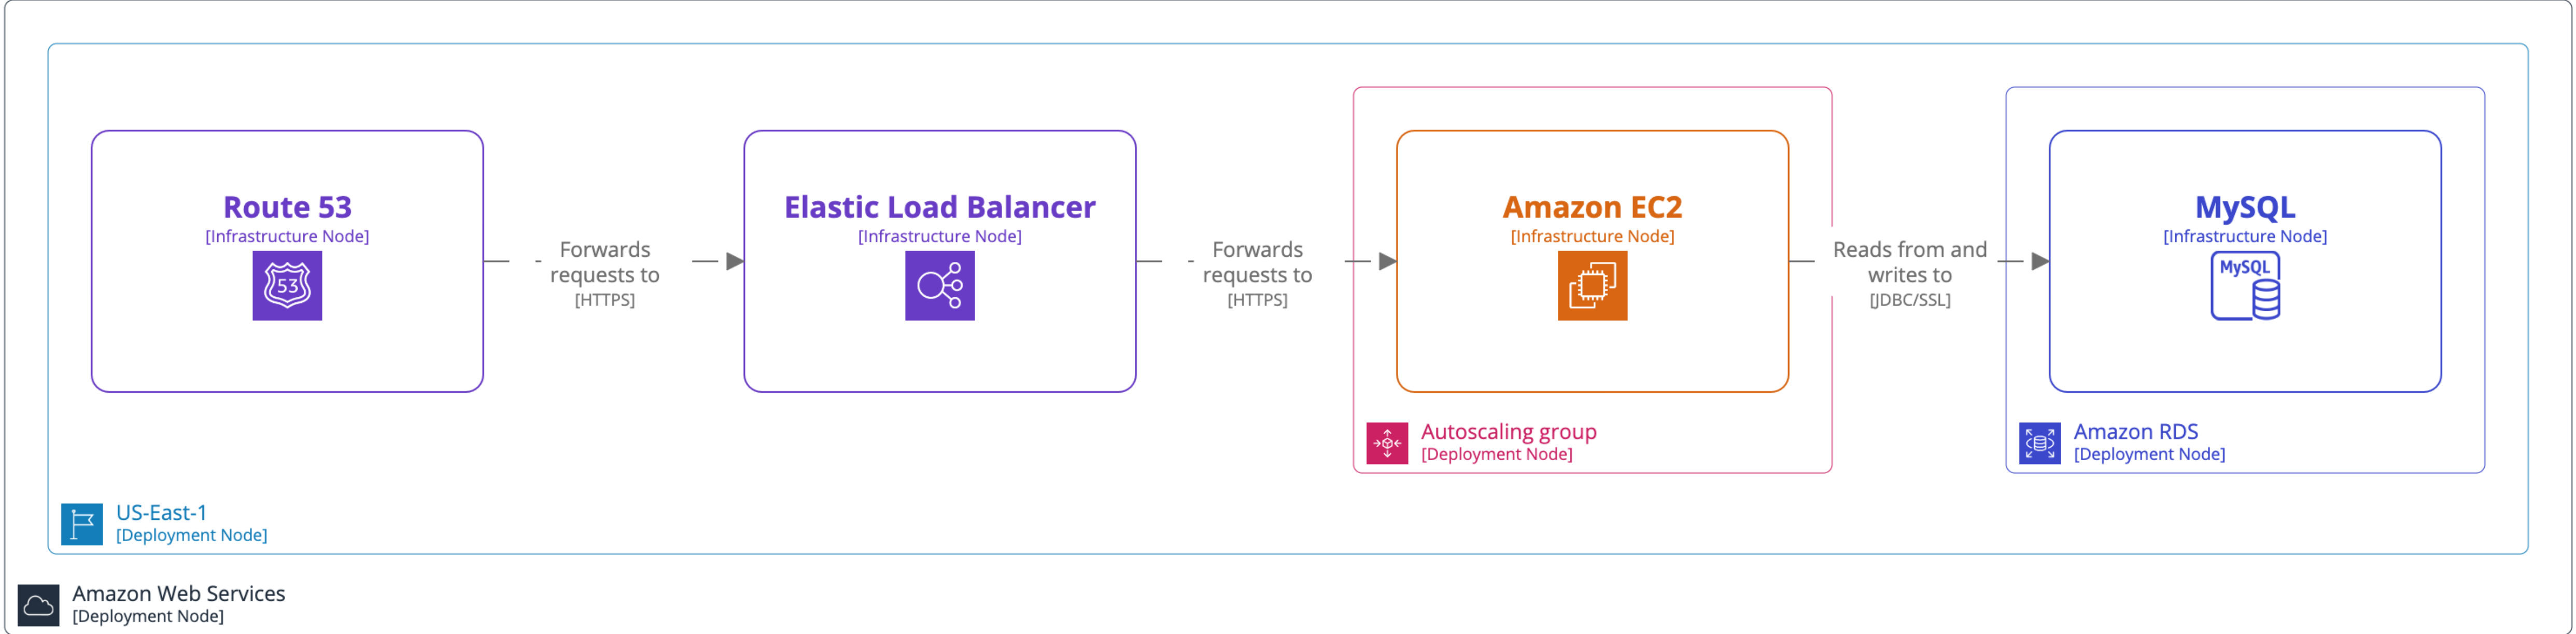 Route 53
[Infrastructure Node]
53
Forwards
requests to
[HTTPS]
Elastic Load Balancer
[Infrastructure Node]
Forwards
requests to
[HTTPS]
Amazon EC2
[Infrastructure Node]
Autoscaling group
[Deployment Node]
Reads from and
writes to
[JDBC/SSL]
MySQL
[Infrastructure Node]
MySQL
Amazon RDS
[Deployment Node]
US-East-1
[Deployment Node]
Amazon Web Services
[Deployment Node]